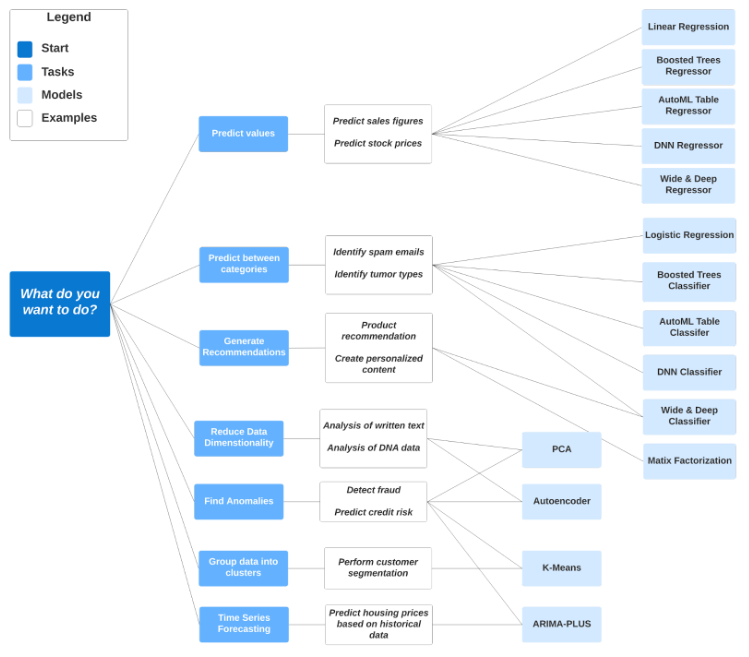 Legend
Start
Tasks
Models
Examples
What do you
want to do?
Predict values
Predict sales figures
Predict stock prices
Linear Regression
Boosted Trees
Regressor
AutoML Table
Regressor
DNN Regressor
Wide & Deep
Regressor
Predict between
categories
Identify spam emails
Identify tumor types
Logistic Regression
Boosted Trees
Classifier
AutoML Table
Classifer
DNN Classifier
Wide & Deep
Classifier
Generate
Recommendations
Product
recommendation
Create personalized
content
Matix Factorization
Reduce Data
Dimenstionality
Analysis of written text
Analysis of DNA data
PCA
Autoencoder
Find Anomalies
Detect fraud
Predict credit risk
Group data into
clusters
Perform customer
segmentation
K-Means
Time Series
Forecasting
Predict housing prices
based on historical
data
ARIMA-PLUS